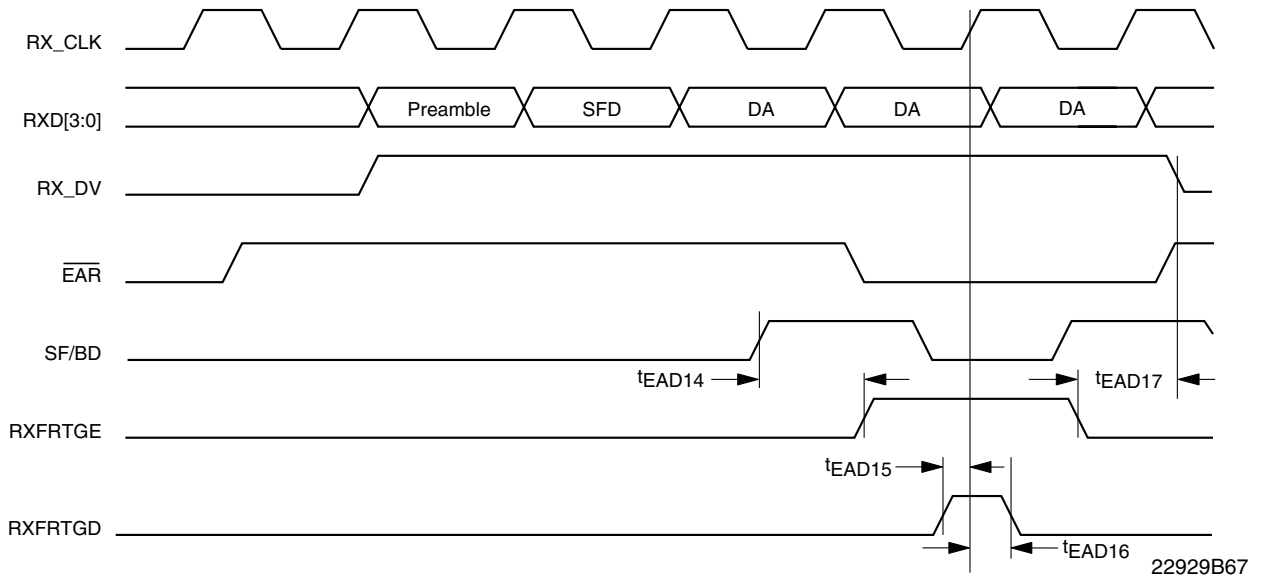 RX_CLK
RXD[3:0]
Preamble
SFD
DA
DA
DA
RX_DV
EAR
SF/BD
tEAD14
tEAD17
RXFRTGE
tEAD15
RXFRTGD
tEAD16
22929B67